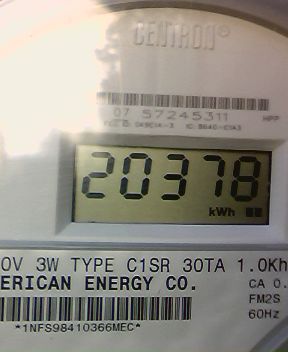 CENTRON®
07 57245311 HPP
20378
kWh
0V 3W TYPE C1SR 30TA 1.0Kh
ERICAN ENERGY CO. CA 0.
FM2S
60Hz
*1NFS98410366MEC*